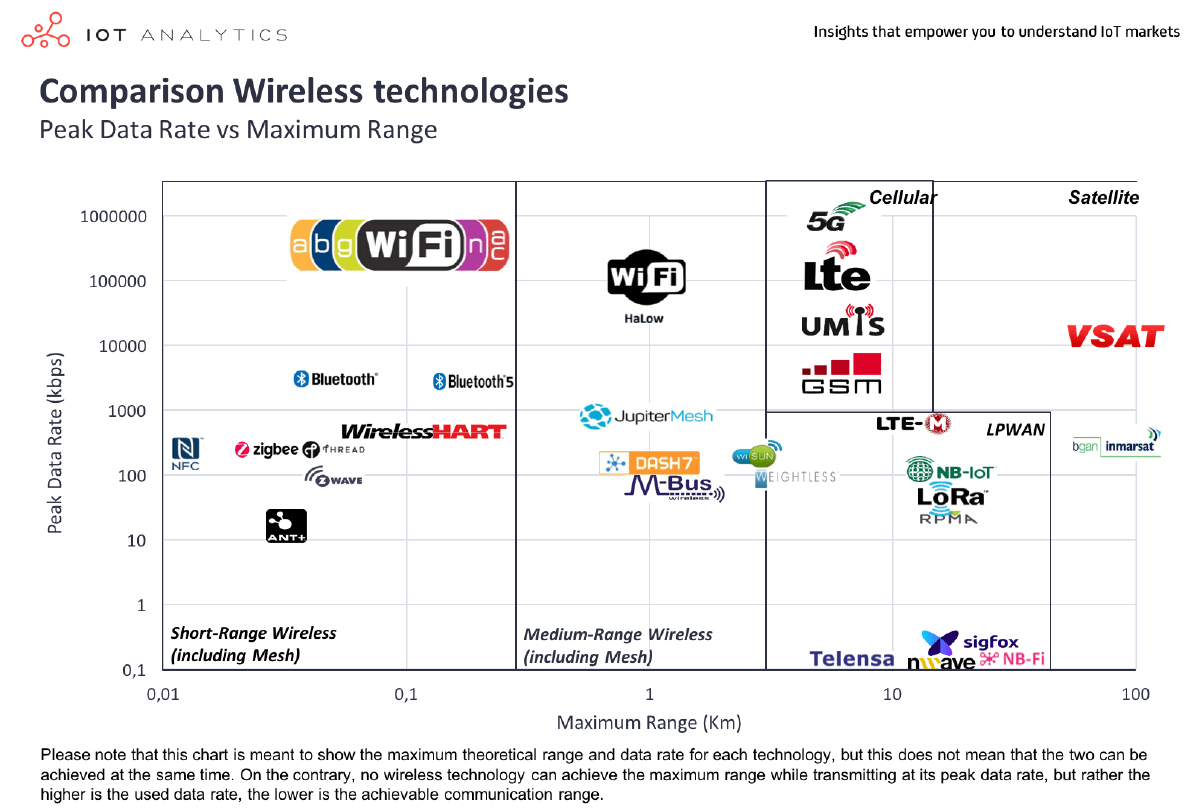 IOT ANALYTICS
Insights that empower you to understand IoT markets
Comparison Wireless technologies
Peak Data Rate vs Maximum Range
Peak Data Rate (kbps)
1000000
100000
10000
1000
100
10
1
0,1
a b g WiFi n ac
Bluetooth®
Bluetooth®5
WirelessHART
NFC
zigbee
THREAD
Z WAVE
ANT+
Short-Range Wireless
(including Mesh)
WiFi
HaLow
JupiterMesh
DASH7™
M-Bus
wireless
Wi SUN
WEIGHTLESS
Medium-Range Wireless
(including Mesh)
Cellular
5G
Lte
UMTS
GSM
LTE-M
LPWAN
NB-IoT™
LoRa™
RPMA
Telensa
sigfox
nwave
NB-Fi
Satellite
VSAT
bgan inmarsat
0,01
0,1
1
10
100
Maximum Range (Km)
Please note that this chart is meant to show the maximum theoretical range and data rate for each technology, but this does not mean that the two can be
achieved at the same time. On the contrary, no wireless technology can achieve the maximum range while transmitting at its peak data rate, but rather the
higher is the used data rate, the lower is the achievable communication range.